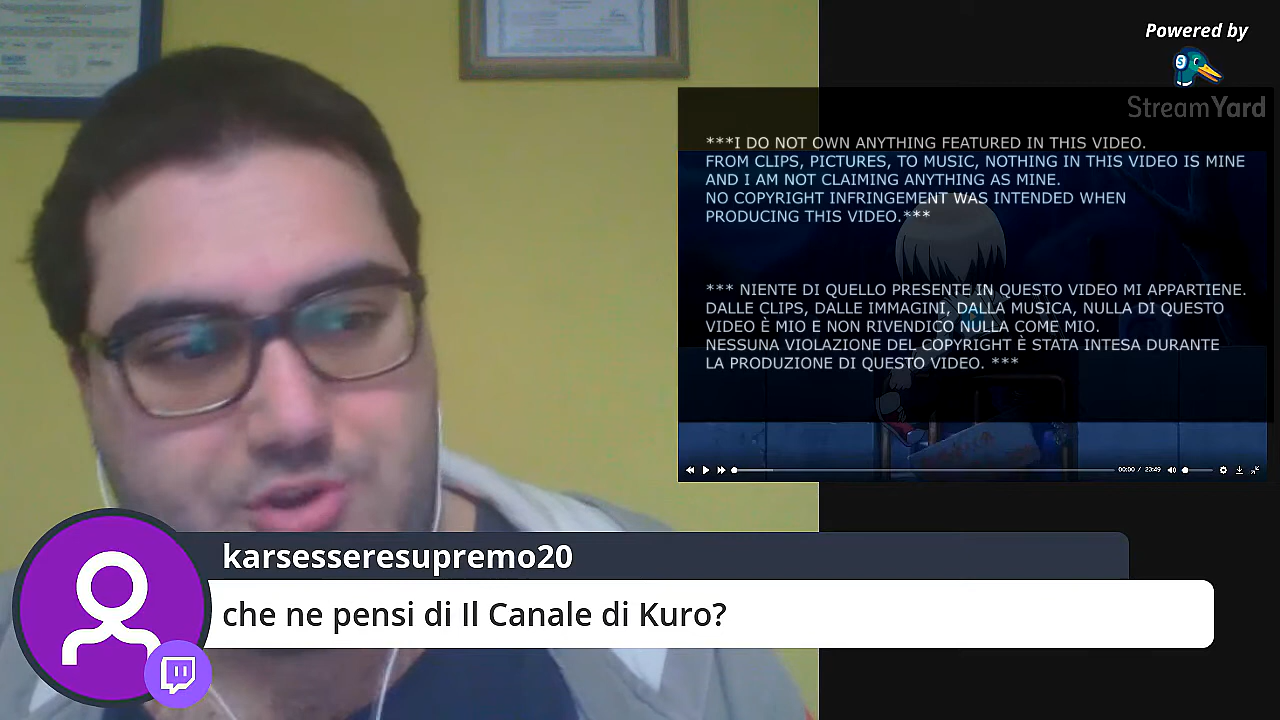 Powered by
StreamYard
***I DO NOT OWN ANYTHING FEATURED IN THIS VIDEO.
FROM CLIPS, PICTURES, TO MUSIC, NOTHING IN THIS VIDEO IS MINE
AND I AM NOT CLAIMING ANYTHING AS MINE.
NO COPYRIGHT INFRINGEMENT WAS INTENDED WHEN
PRODUCING THIS VIDEO.***
*** NIENTE DI QUELLO PRESENTE IN QUESTO VIDEO MI APPARTIENE.
DALLE CLIPS, DALLE IMMAGINI, DALLA MUSICA, NULLA DI QUESTO
VIDEO È MIO E NON RIVENDICO NULLA COME MIO.
NESSUNA VIOLAZIONE DEL COPYRIGHT È STATA INTESA DURANTE
LA PRODUZIONE DI QUESTO VIDEO. ***
00:00 / 23:49
karsesseresupremo20
che ne pensi di Il Canale di Kuro?